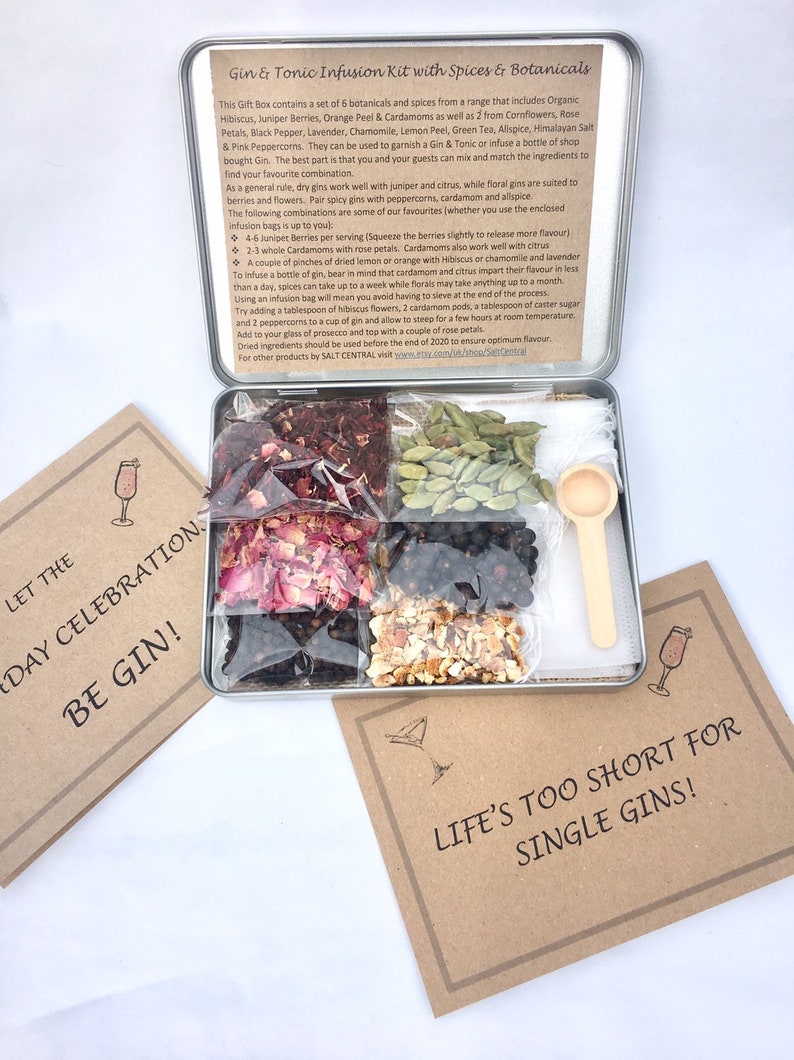 Gin & Tonic Infusion Kit with Spices & Botanicals
This Gift Box contains a set of 6 botanicals and spices from a range that includes Organic
Hibiscus, Juniper Berries, Orange Peel & Cardamoms as well as 2 from Cornflowers, Rose
Petals, Black Pepper, Lavender, Chamomile, Lemon Peel, Green Tea, Allspice, Himalayan Salt
& Pink Peppercorns. They can be used to garnish a Gin & Tonic or infuse a bottle of shop
bought Gin. The best part is that you and your guests can mix and match the ingredients to
find your favourite combination.
As a general rule, dry gins work well with juniper and citrus, while floral gins are suited to
berries and flowers. Pair spicy gins with peppercorns, cardamom and allspice.
The following combinations are some of our favourites (whether you use the enclosed
infusion bags is up to you):
❖ 4-6 Juniper Berries per serving (Squeeze the berries slightly to release more flavour)
❖ 2-3 whole Cardamoms with rose petals. Cardamoms also work well with citrus
❖ A couple of pinches of dried lemon or orange with Hibiscus or chamomile and lavender
To infuse a bottle of gin, bear in mind that cardamom and citrus impart their flavour in less
than a day, spices can take up to a week while florals may take anything up to a month.
Using an infusion bag will mean you avoid having to sieve at the end of the process.
Try adding a tablespoon of hibiscus flowers, 2 cardamom pods, a tablespoon of caster sugar
and 2 peppercorns to a cup of gin and allow to steep for a few hours at room temperature.
Add to your glass of prosecco and top with a couple of rose petals.
Dried ingredients should be used before the end of 2020 to ensure optimum flavour.
For other products by SALT CENTRAL visit www.etsy.com/uk/shop/SaltCentral
LET THE
DAY CELEBRATION
BE GIN!
LIFE'S TOO SHORT FOR
SINGLE GINS!